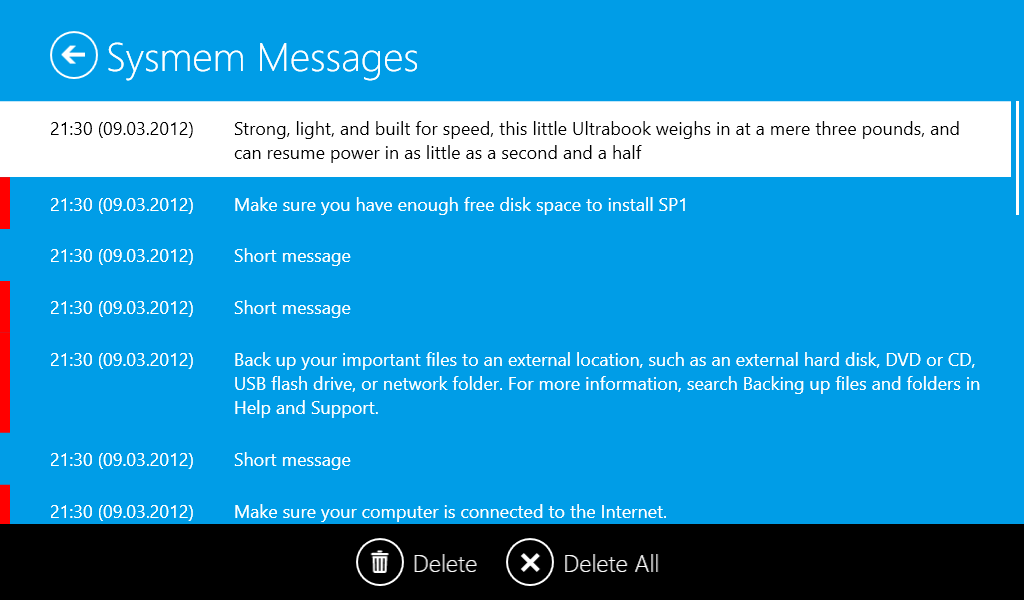 Sysmem Messages
21:30 (09.03.2012) Strong, light, and built for speed, this little Ultrabook weighs in at a mere three pounds, and
can resume power in as little as a second and a half
21:30 (09.03.2012) Make sure you have enough free disk space to install SP1
21:30 (09.03.2012) Short message
21:30 (09.03.2012) Short message
21:30 (09.03.2012) Back up your important files to an external location, such as an external hard disk, DVD or CD,
USB flash drive, or network folder. For more information, search Backing up files and folders in
Help and Support.
21:30 (09.03.2012) Short message
21:30 (09.03.2012) Make sure your computer is connected to the Internet.
Delete Delete All